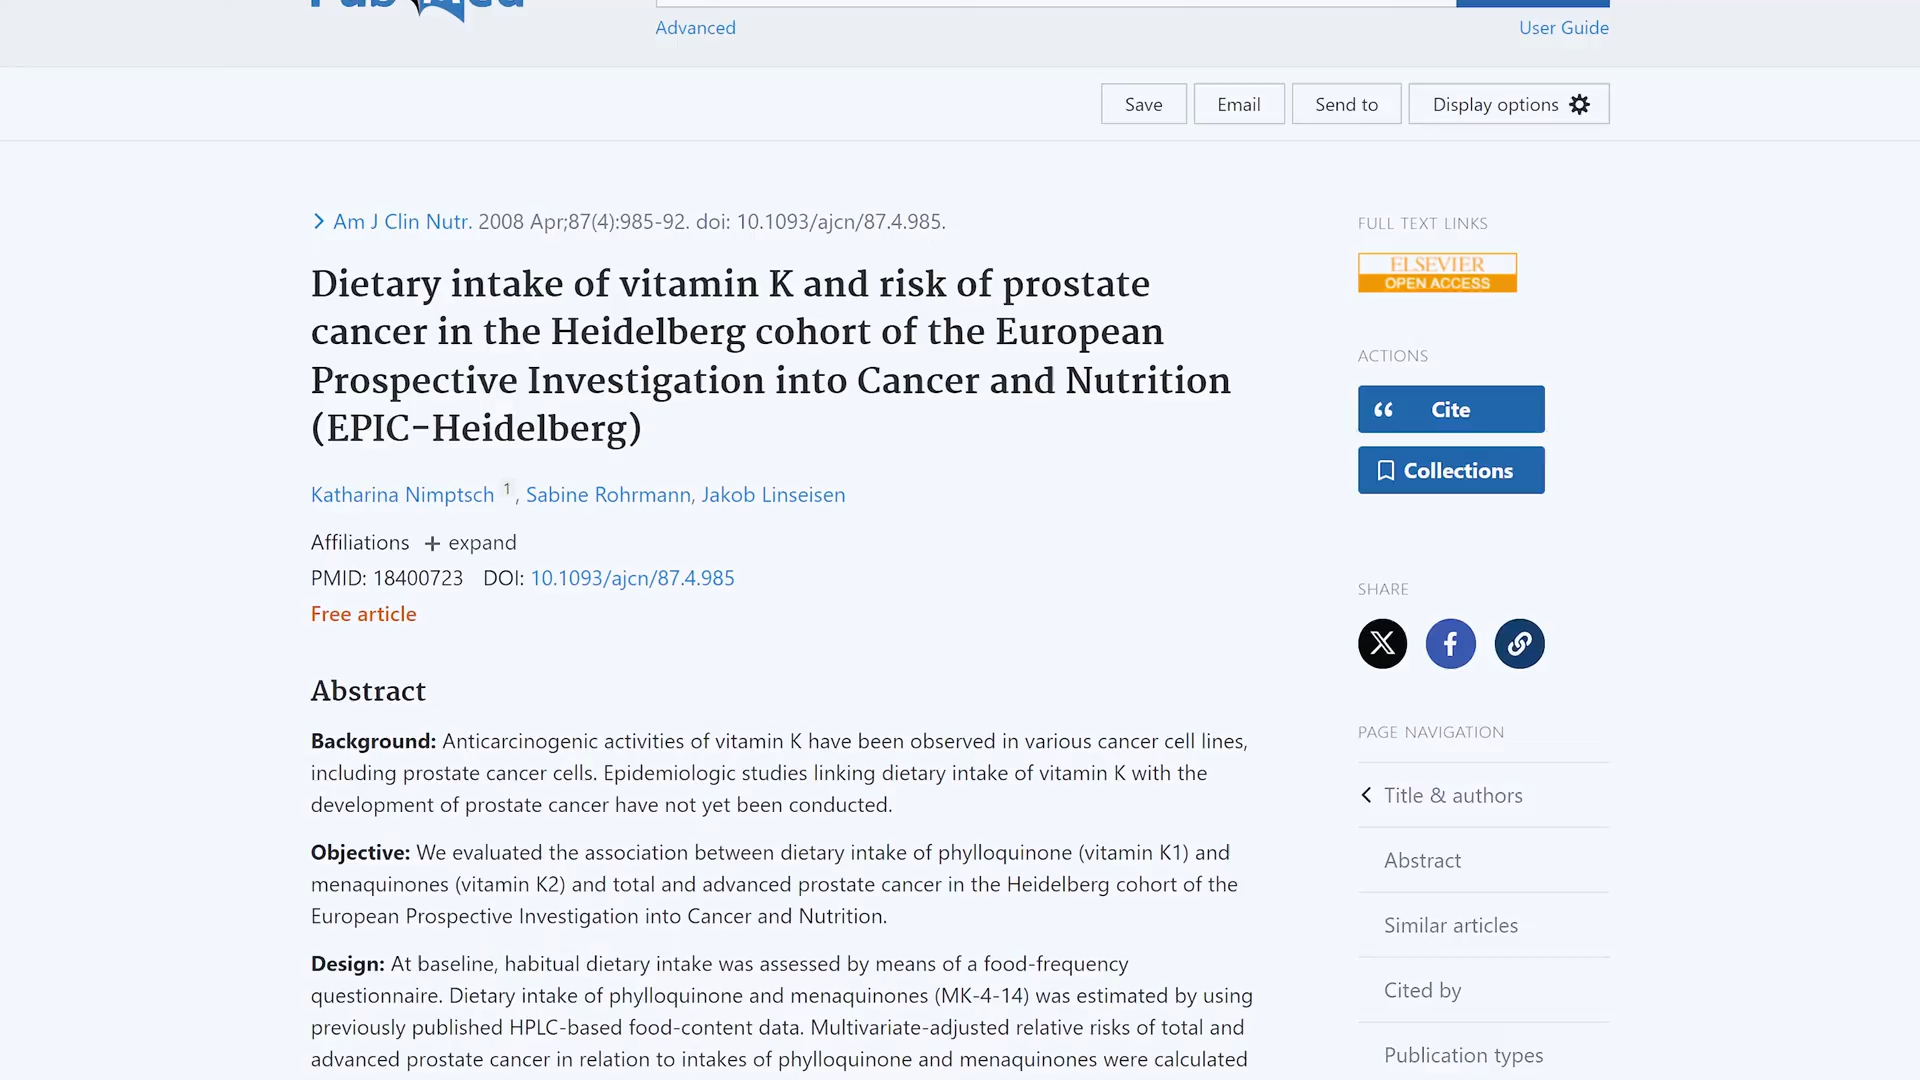 Advanced
User Guide
Save
Email
Send to
Display options
Am J Clin Nutr. 2008 Apr;87(4):985-92. doi: 10.1093/ajcn/87.4.985.
Dietary intake of vitamin K and risk of prostate
cancer in the Heidelberg cohort of the European
Prospective Investigation into Cancer and Nutrition
(EPIC-Heidelberg)
Katharina Nimptsch 1, Sabine Rohrmann, Jakob Linseisen
Affiliations + expand
PMID: 18400723 DOI: 10.1093/ajcn/87.4.985
Free article
Abstract
Background: Anticarcinogenic activities of vitamin K have been observed in various cancer cell lines,
including prostate cancer cells. Epidemiologic studies linking dietary intake of vitamin K with the
development of prostate cancer have not yet been conducted.
Objective: We evaluated the association between dietary intake of phylloquinone (vitamin K1) and
menaquinones (vitamin K2) and total and advanced prostate cancer in the Heidelberg cohort of the
European Prospective Investigation into Cancer and Nutrition.
Design: At baseline, habitual dietary intake was assessed by means of a food-frequency
questionnaire. Dietary intake of phylloquinone and menaquinones (MK-4-14) was estimated by using
previously published HPLC-based food-content data. Multivariate-adjusted relative risks of total and
advanced prostate cancer in relation to intakes of phylloquinone and menaquinones were calculated
FULL TEXT LINKS
ELSEVIER
OPEN ACCESS
ACTIONS
Cite
Collections
SHARE
PAGE NAVIGATION
Title & authors
Abstract
Similar articles
Cited by
Publication types